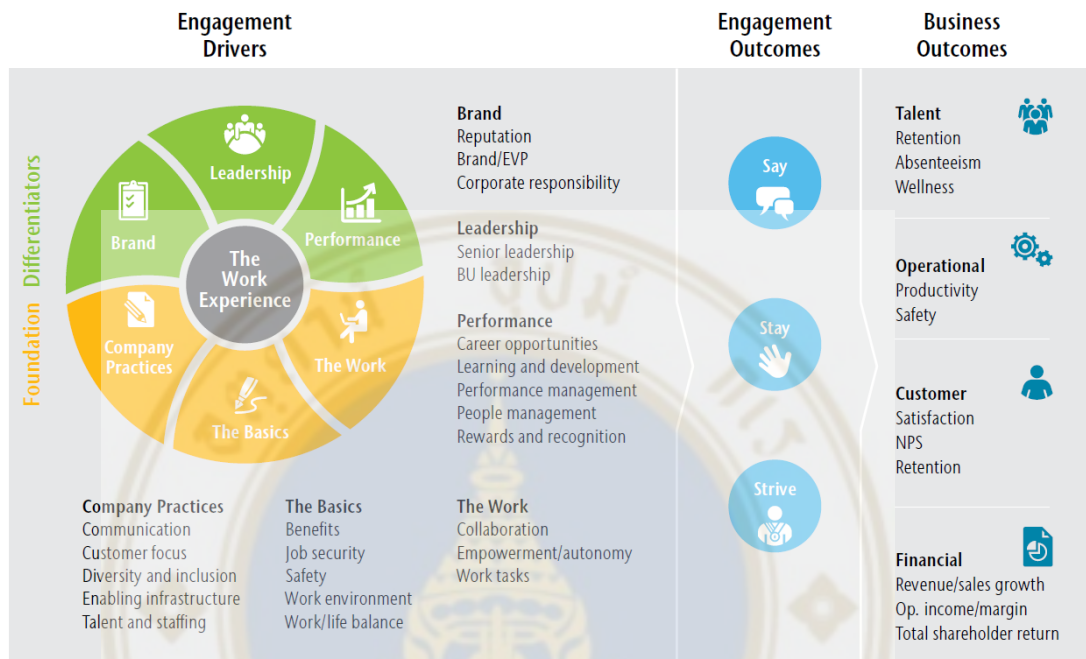 Engagement
Drivers
Engagement
Outcomes
Business
Outcomes
Differentiators
Foundation
Leadership
Brand
Performance
The
Work
Experience
Company
Practices
The Work
The Basics
Brand
Reputation
Brand/EVP
Corporate responsibility
Leadership
Senior leadership
BU leadership
Performance
Career opportunities
Learning and development
Performance management
People management
Rewards and recognition
Company Practices
Communication
Customer focus
Diversity and inclusion
Enabling infrastructure
Talent and staffing
The Basics
Benefits
Job security
Safety
Work environment
Work/life balance
The Work
Collaboration
Empowerment/autonomy
Work tasks
Say
Stay
Strive
Talent
Retention
Absenteeism
Wellness
Operational
Productivity
Safety
Customer
Satisfaction
NPS
Retention
Financial
Revenue/sales growth
Op. income/margin
Total shareholder return